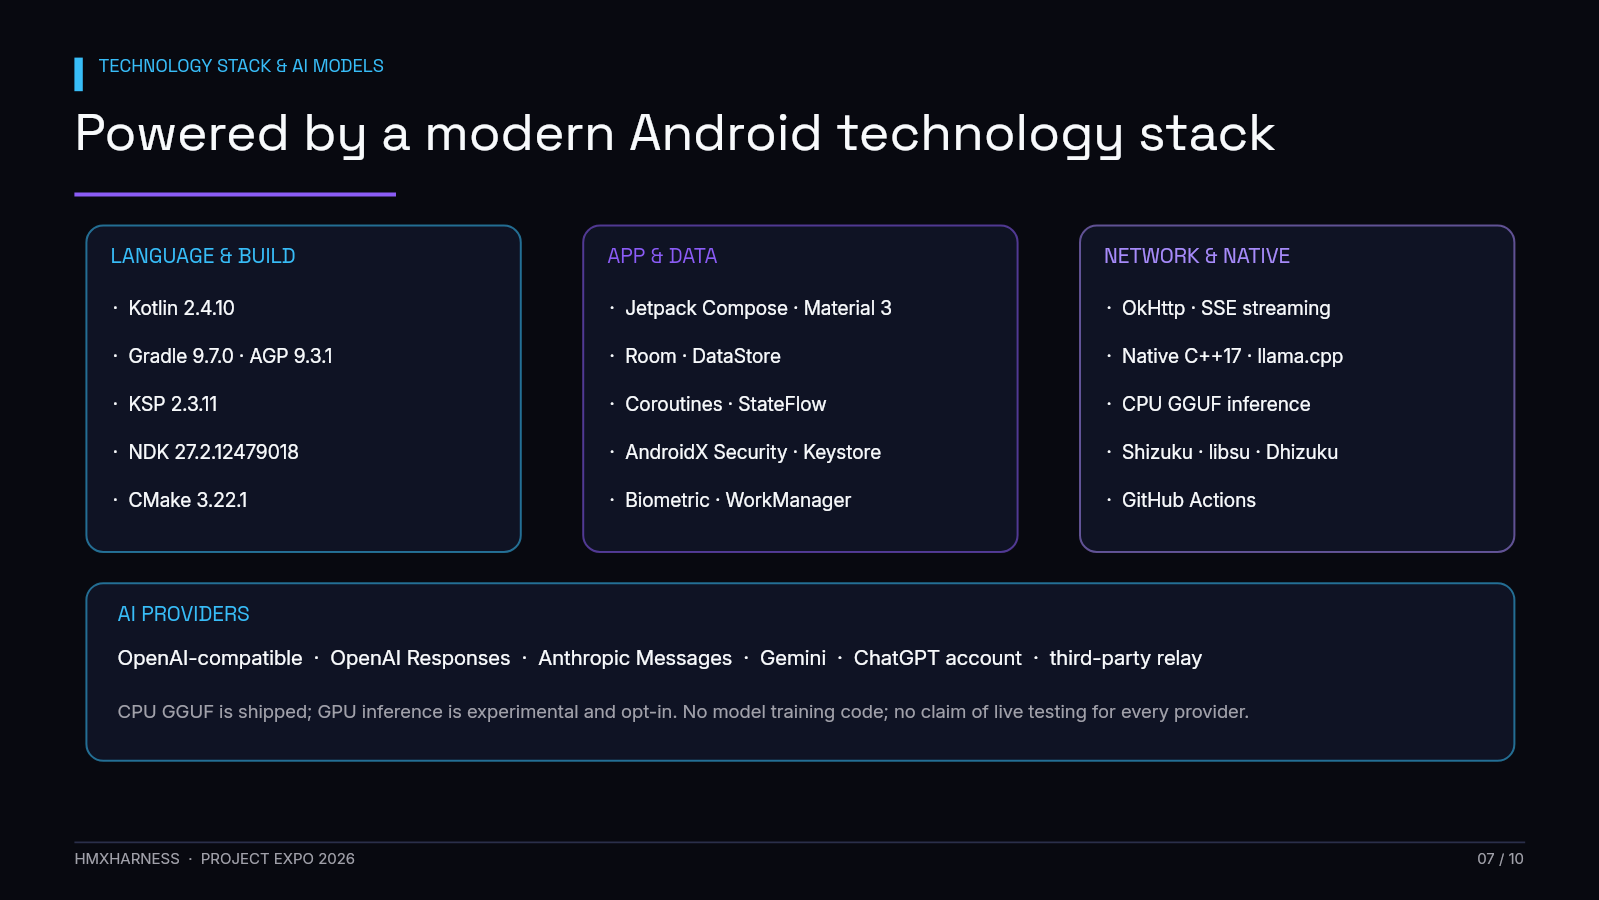 TECHNOLOGY STACK & AI MODELS
Powered by a modern Android technology stack
LANGUAGE & BUILD
· Kotlin 2.4.10
· Gradle 9.7.0 · AGP 9.3.1
· KSP 2.3.11
· NDK 27.2.12479018
· CMake 3.22.1
APP & DATA
· Jetpack Compose · Material 3
· Room · DataStore
· Coroutines · StateFlow
· AndroidX Security · Keystore
· Biometric · WorkManager
NETWORK & NATIVE
· OkHttp · SSE streaming
· Native C++17 · llama.cpp
· CPU GGUF inference
· Shizuku · libsu · Dhizuku
· GitHub Actions
AI PROVIDERS
OpenAI-compatible · OpenAI Responses · Anthropic Messages · Gemini · ChatGPT account · third-party relay
CPU GGUF is shipped; GPU inference is experimental and opt-in. No model training code; no claim of live testing for every provider.
HMXHARNESS · PROJECT EXPO 2026
07 / 10